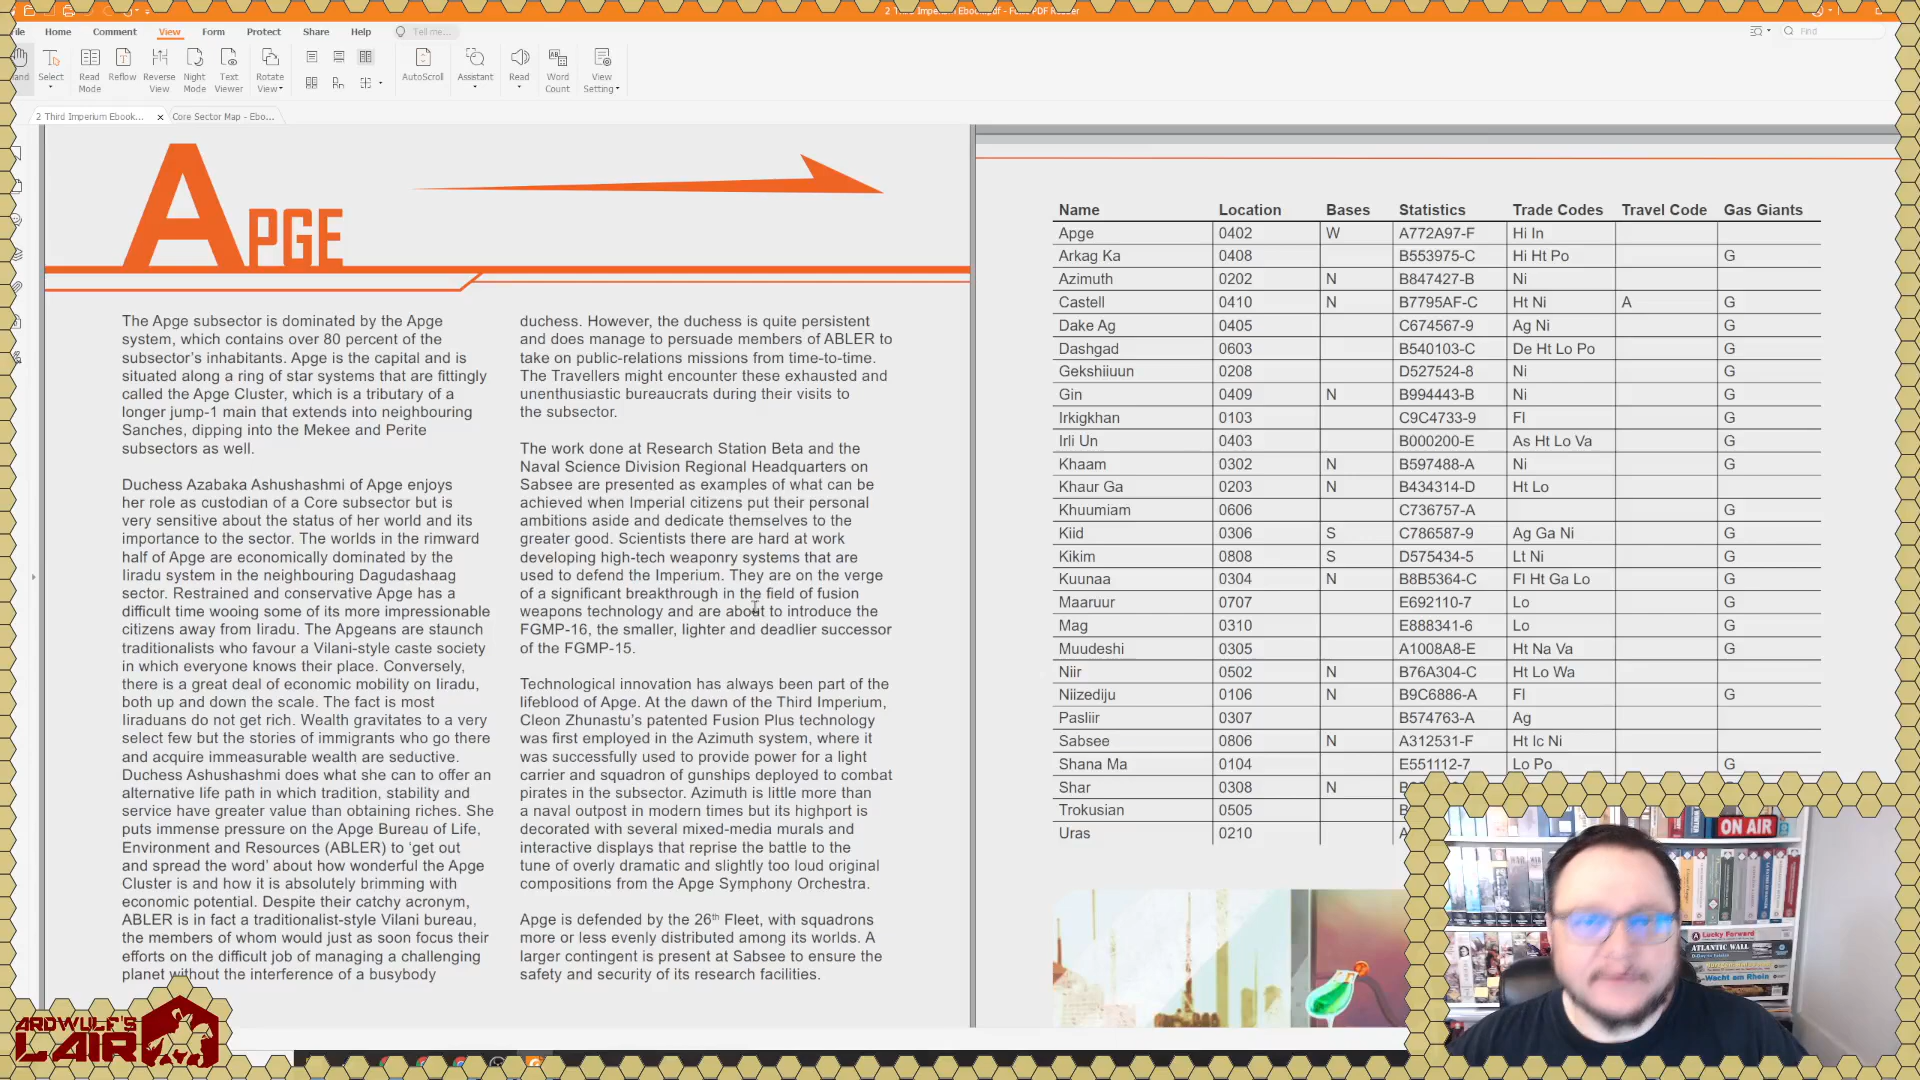 2 Third Imperium Ebook.pdf - Foxit PDF Reader
File Home Comment View Form Protect Share Help Tell me... Find
Hand Select Read Mode Reflow Reverse View Night Mode Text Viewer Rotate View AutoScroll Assistant Read Word Count View Setting
2 Third Imperium Ebook... Core Sector Map - Ebo...
APGE
The Apge subsector is dominated by the Apge
system, which contains over 80 percent of the
subsector's inhabitants. Apge is the capital and is
situated along a ring of star systems that are fittingly
called the Apge Cluster, which is a tributary of a
longer jump-1 main that extends into neighbouring
Sanches, dipping into the Mekee and Perite
subsectors as well.
Duchess Azabaka Ashushashmi of Apge enjoys
her role as custodian of a Core subsector but is
very sensitive about the status of her world and its
importance to the sector. The worlds in the rimward
half of Apge are economically dominated by the
Iiradu system in the neighbouring Dagudashaag
sector. Restrained and conservative Apge has a
difficult time wooing some of its more impressionable
citizens away from Iiradu. The Apgeans are staunch
traditionalists who favour a Vilani-style caste society
in which everyone knows their place. Conversely,
there is a great deal of economic mobility on Iiradu,
both up and down the scale. The fact is most
Iiraduans do not get rich. Wealth gravitates to a very
select few but the stories of immigrants who go there
and acquire immeasurable wealth are seductive.
Duchess Ashushashmi does what she can to offer an
alternative life path in which tradition, stability and
service have greater value than obtaining riches. She
puts immense pressure on the Apge Bureau of Life,
Environment and Resources (ABLER) to 'get out
and spread the word' about how wonderful the Apge
Cluster is and how it is absolutely brimming with
economic potential. Despite their catchy acronym,
ABLER is in fact a traditionalist-style Vilani bureau,
the members of whom would just as soon focus their
efforts on the difficult job of managing a challenging
planet without the interference of a busybody
duchess. However, the duchess is quite persistent
and does manage to persuade members of ABLER to
take on public-relations missions from time-to-time.
The Travellers might encounter these exhausted and
unenthusiastic bureaucrats during their visits to
the subsector.
The work done at Research Station Beta and the
Naval Science Division Regional Headquarters on
Sabsee are presented as examples of what can be
achieved when Imperial citizens put their personal
ambitions aside and dedicate themselves to the
greater good. Scientists there are hard at work
developing high-tech weaponry systems that are
used to defend the Imperium. They are on the verge
of a significant breakthrough in the field of fusion
weapons technology and are about to introduce the
FGMP-16, the smaller, lighter and deadlier successor
of the FGMP-15.
Technological innovation has always been part of the
lifeblood of Apge. At the dawn of the Third Imperium,
Cleon Zhunastu's patented Fusion Plus technology
was first employed in the Azimuth system, where it
was successfully used to provide power for a light
carrier and squadron of gunships deployed to combat
pirates in the subsector. Azimuth is little more than
a naval outpost in modern times but its highport is
decorated with several mixed-media murals and
interactive displays that reprise the battle to the
tune of overly dramatic and slightly too loud original
compositions from the Apge Symphony Orchestra.
Apge is defended by the 26th Fleet, with squadrons
more or less evenly distributed among its worlds. A
larger contingent is present at Sabsee to ensure the
safety and security of its research facilities.
Name Location Bases Statistics Trade Codes Travel Code Gas Giants
Apge 0402 W A772A97-F Hi In
Arkag Ka 0408 B553975-C Hi Ht Po G
Azimuth 0202 N B847427-B Ni
Castell 0410 N B7795AF-C Ht Ni A G
Dake Ag 0405 C674567-9 Ag Ni G
Dashgad 0603 B540103-C De Ht Lo Po G
Gekshiiuun 0208 D527524-8 Ni G
Gin 0409 N B994443-B Ni G
Irkigkhan 0103 C9C4733-9 Fl G
Irli Un 0403 B000200-E As Ht Lo Va G
Khaam 0302 N B597488-A Ni G
Khaur Ga 0203 N B434314-D Ht Lo
Khuumiam 0606 C736757-A G
Kiid 0306 S C786587-9 Ag Ga Ni G
Kikim 0808 S D575434-5 Lt Ni G
Kuunaa 0304 N B8B5364-C Fl Ht Ga Lo G
Maaruur 0707 E692110-7 Lo G
Mag 0310 E888341-6 Lo G
Muudeshi 0305 A1008A8-E Ht Na Va G
Niir 0502 N B76A304-C Ht Lo Wa
Niizediju 0106 N B9C6886-A Fl G
Pasliir 0307 B574763-A Ag
Sabsee 0806 N A312531-F Ht Ic Ni
Shana Ma 0104 E551112-7 Lo Po G
Shar 0308 N
Trokusian 0505
Uras 0210
ON AIR
Lucky Forward
ATLANTIC WALL
Wacht am Rhein
ARDWULF'S
LAIR